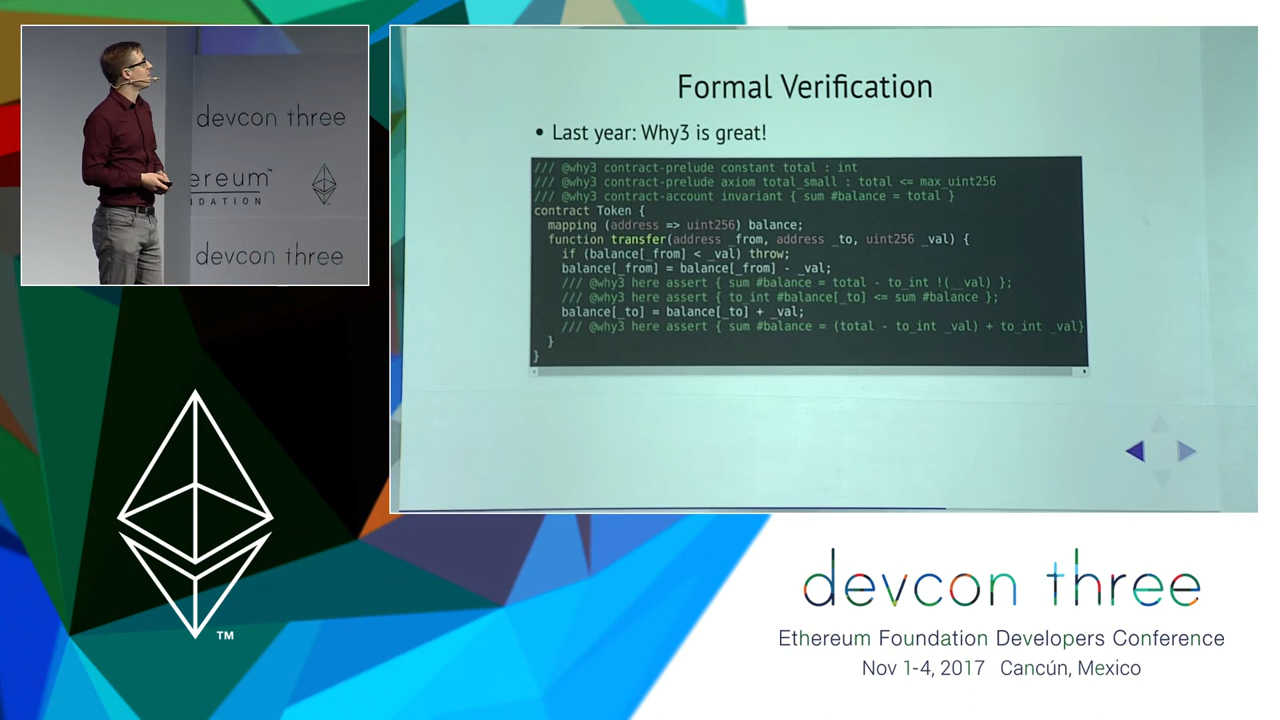 devcon three
ereum™
DATION
devcon three
Formal Verification
• Last year: Why3 is great!
/// @why3 contract-prelude constant total : int
/// @why3 contract-prelude axiom total_small : total <= max_uint256
/// @why3 contract-account invariant { sum #balance = total }
contract Token {
mapping (address => uint256) balance;
function transfer(address _from, address _to, uint256 _val) {
if (balance[_from] < _val) throw;
balance[_from] = balance[_from] - _val;
/// @why3 here assert { sum #balance = total - to_int !(__val) };
/// @why3 here assert { to_int #balance[_to] <= sum #balance };
balance[_to] = balance[_to] + _val;
/// @why3 here assert { sum #balance = (total - to_int _val) + to_int _val}
}
}
TM
devcon three
Ethereum Foundation Developers Conference
Nov 1-4, 2017 Cancún, Mexico